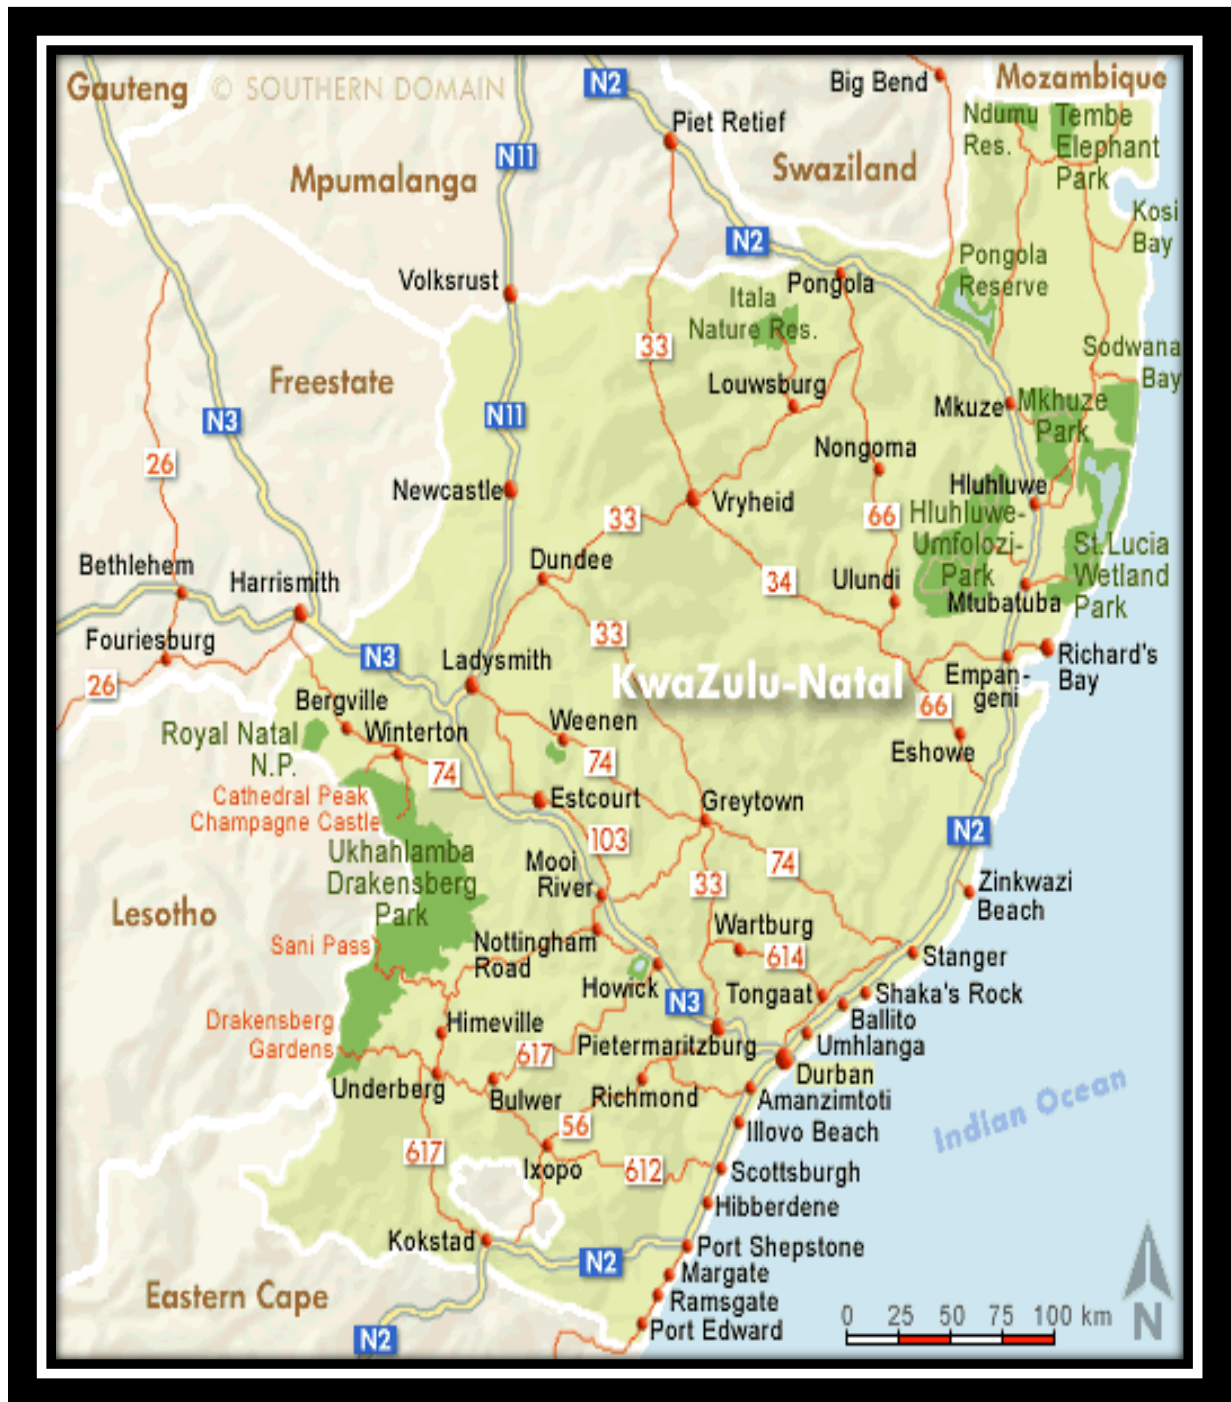 Gauteng
© SOUTHERN DOMAIN
N2
Big Bend
Mozambique
Piet Retief
Ndumu
Res.
Tembe
Elephant
Park
N11
Mpumalanga
Swaziland
Kosi
Bay
N2
Pongola
Reserve
Volksrust
Pongola
Itala
Nature Res.
33
Sodwana
Bay
Freestate
Louwsburg
Mkuze
Mkhuze
Park
N3
N11
26
Nongoma
Newcastle
Vryheid
Hluhluwe
33
66
Hluhluwe-
Umfolozi-
Park
St.Lucia
Wetland
Park
Dundee
Bethlehem
Harrismith
34
Ulundi
Mtubatuba
Fouriesburg
33
N3
Ladysmith
KwaZulu-Natal
Empan-
geni
Richard's
Bay
26
Bergville
66
Royal Natal
N.P.
Winterton
Weenen
Eshowe
74
74
Cathedral Peak
Champagne Castle
Estcourt
Greytown
103
N2
Ukhahlamba
Drakensberg
Park
Mooi
River
74
33
Zinkwazi
Beach
Lesotho
Wartburg
Sani Pass
Nottingham
Road
614
Stanger
Howick
N3
Tongaat
Shaka's Rock
Ballito
Drakensberg
Gardens
Himeville
Pietermaritzburg
Umhlanga
617
Durban
Underberg
Bulwer
Richmond
Amanzimtoti
Indian Ocean
56
Illovo Beach
617
Ixopo
612
Scottsburgh
Hibberdene
Kokstad
N2
Port Shepstone
Margate
Eastern Cape
Ramsgate
Port Edward
N2
0 25 50 75 100 km
N